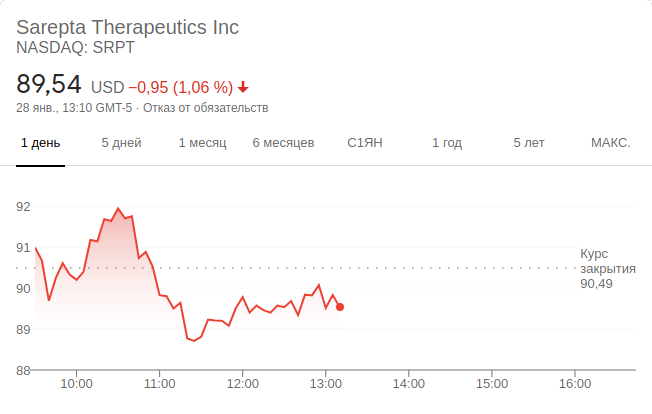 Sarepta Therapeutics Inc
NASDAQ: SRPT
89,54 USD −0,95 (1,06 %)
28 янв., 13:10 GMT-5 · Отказ от обязательств
1 день 5 дней 1 месяц 6 месяцев С1ЯН 1 год 5 лет МАКС.
92
91
Курс
закрытия
90,49
90
89
88
10:00 11:00 12:00 13:00 14:00 15:00 16:00